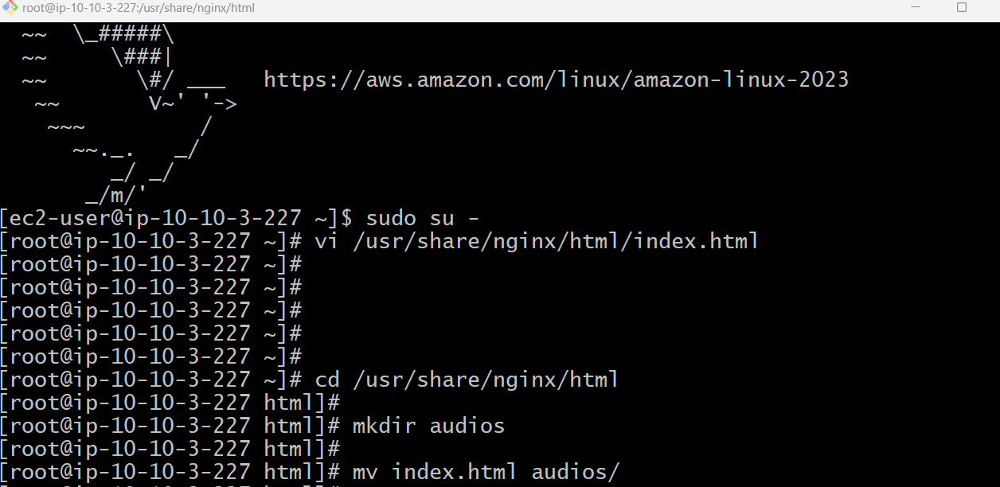 root@ip-10-10-3-227:/usr/share/nginx/html
~~  \_#####\
~~     \###|
~~       \#/ ___   https://aws.amazon.com/linux/amazon-linux-2023
~~       V~' '->
~~~         /
~~._.   _/
_/ _/
_/m/'
[ec2-user@ip-10-10-3-227 ~]$ sudo su -
[root@ip-10-10-3-227 ~]# vi /usr/share/nginx/html/index.html
[root@ip-10-10-3-227 ~]#
[root@ip-10-10-3-227 ~]#
[root@ip-10-10-3-227 ~]#
[root@ip-10-10-3-227 ~]#
[root@ip-10-10-3-227 ~]#
[root@ip-10-10-3-227 ~]# cd /usr/share/nginx/html
[root@ip-10-10-3-227 html]#
[root@ip-10-10-3-227 html]# mkdir audios
[root@ip-10-10-3-227 html]#
[root@ip-10-10-3-227 html]# mv index.html audios/